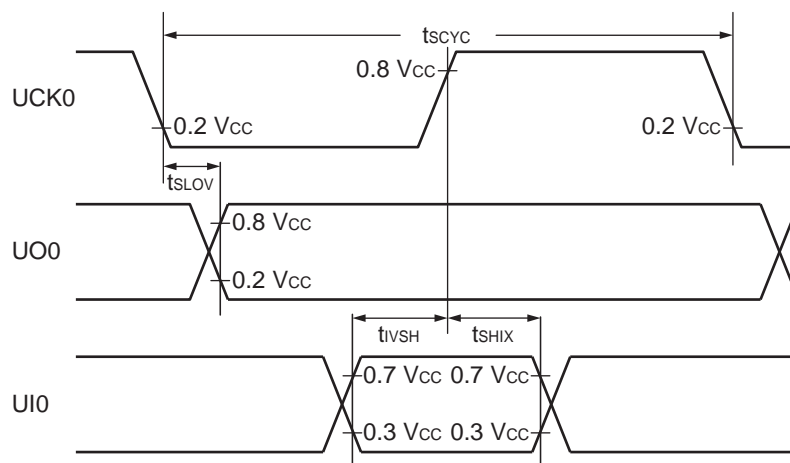 tSCYC
UCK0
0.8 VCC
0.2 VCC
0.2 VCC
tSLOV
UO0
0.8 VCC
0.2 VCC
tIVSH
tSHIX
UI0
0.7 VCC
0.7 VCC
0.3 VCC
0.3 VCC